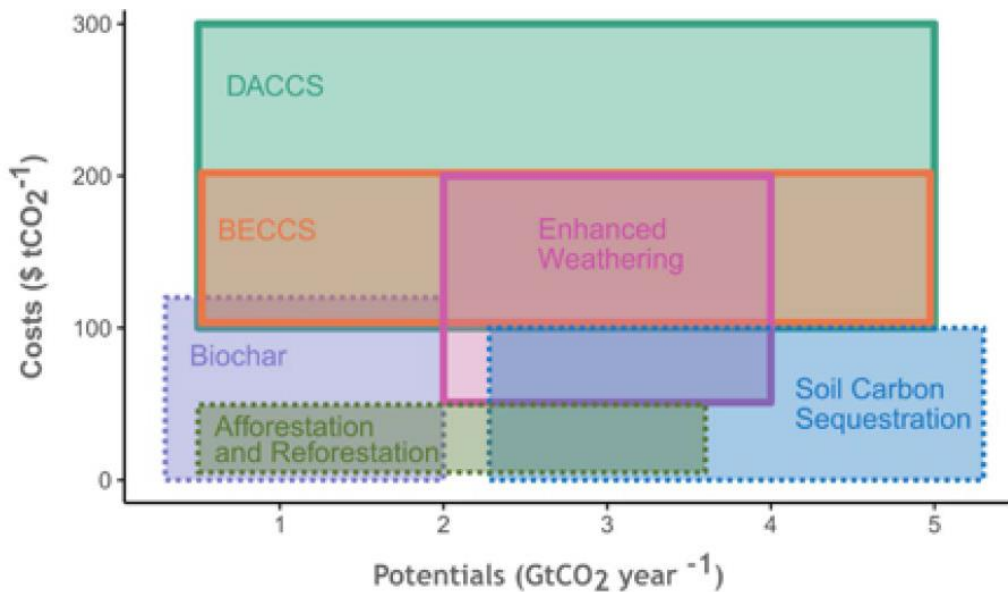 300
200
100
0
Costs ($ tCO2-1)
DACCS
BECCS
Enhanced
Weathering
Biochar
Soil Carbon
Sequestration
Afforestation
and Reforestation
1
2
3
4
5
Potentials (GtCO2 year -1)